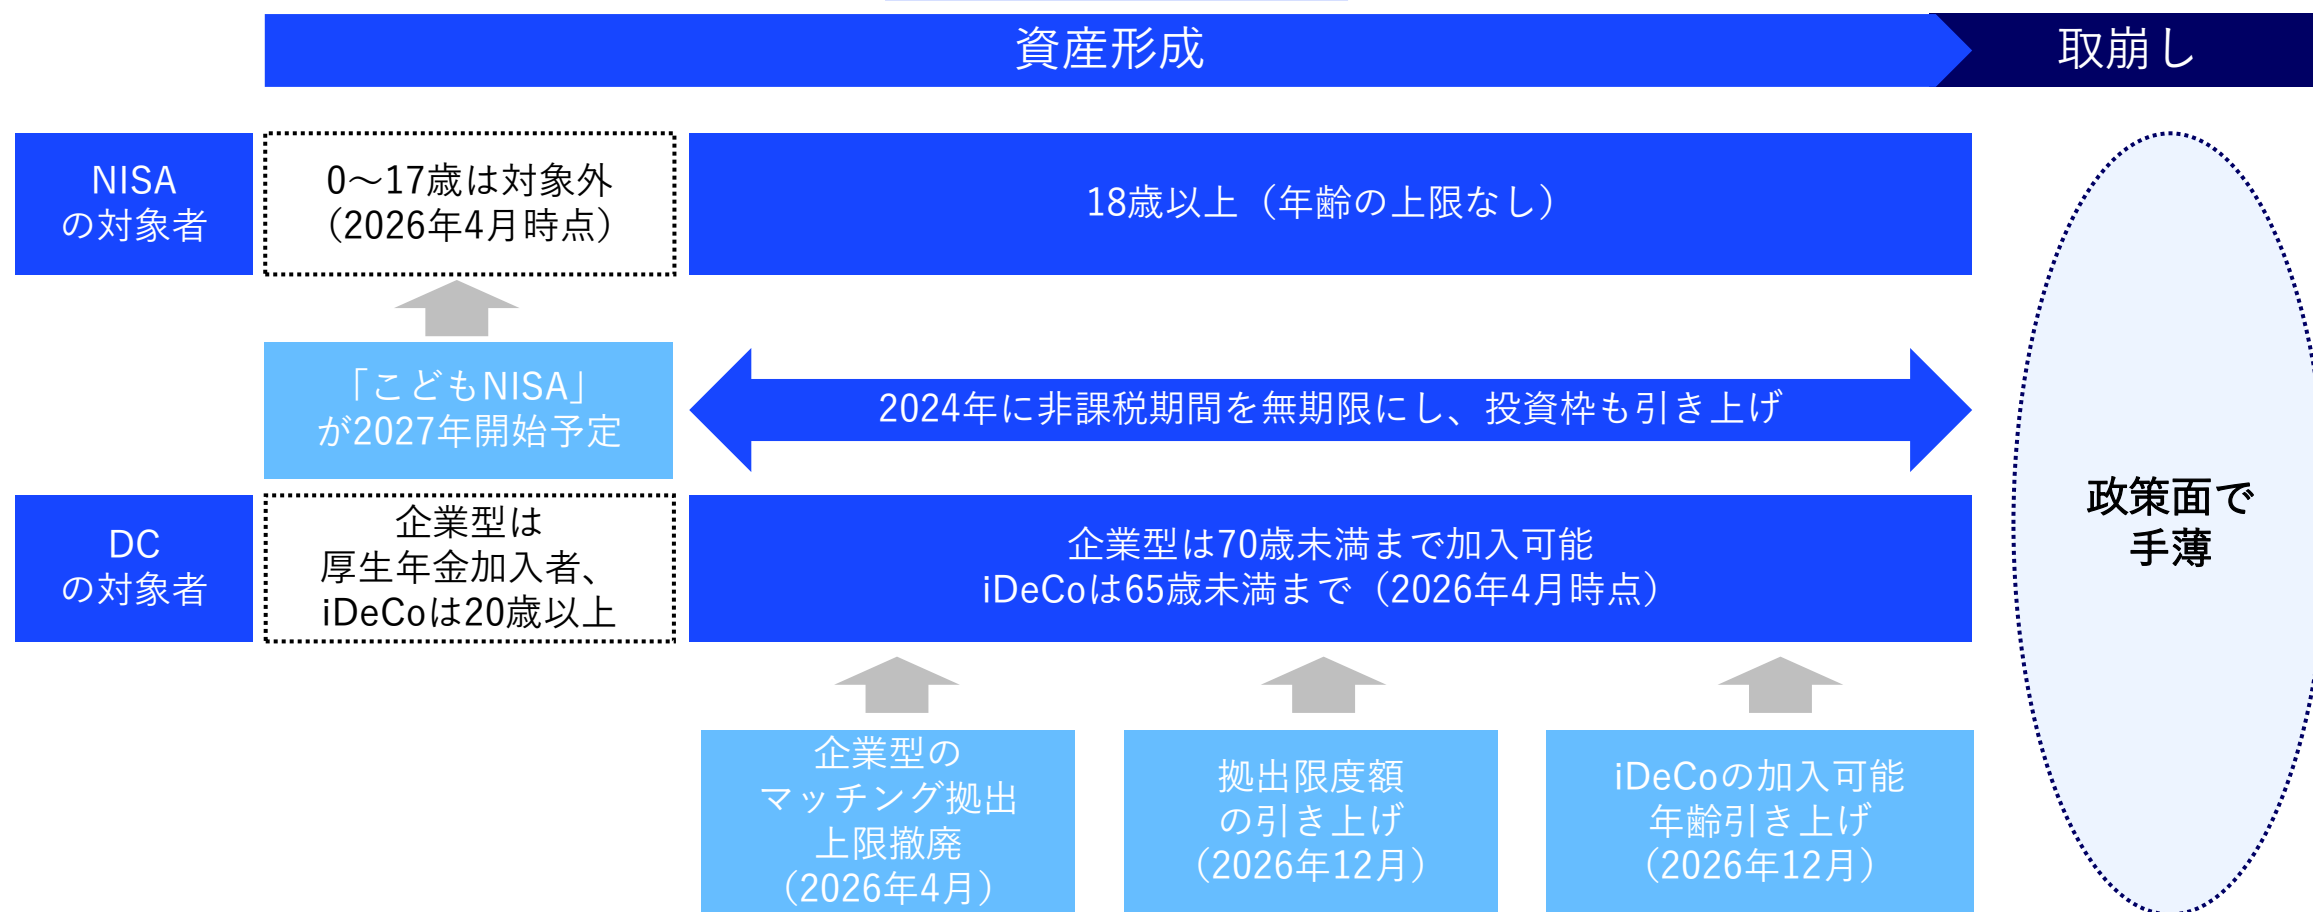 資産形成
取崩し
NISA
の対象者
0～17歳は対象外
（2026年4月時点）
18歳以上（年齢の上限なし）
「こどもNISA」
が2027年開始予定
2024年に非課税期間を無期限にし、投資枠も引き上げ
DC
の対象者
企業型は
厚生年金加入者、
iDeCoは20歳以上
企業型は70歳未満まで加入可能
iDeCoは65歳未満まで（2026年4月時点）
政策面で
手薄
企業型の
マッチング拠出
上限撤廃
（2026年4月）
拠出限度額
の引き上げ
（2026年12月）
iDeCoの加入可能
年齢引き上げ
（2026年12月）